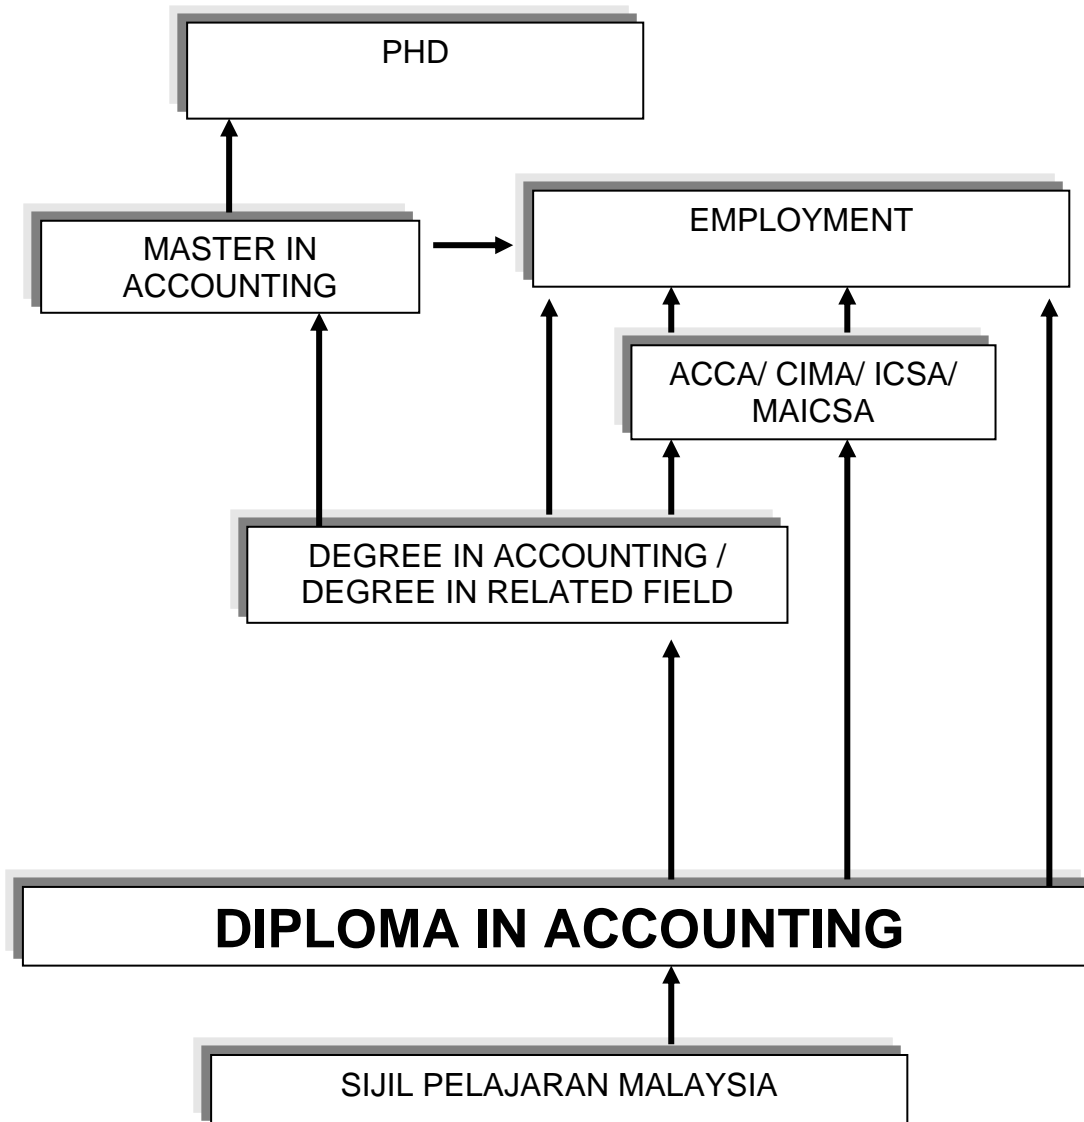 PHD
EMPLOYMENT
MASTER IN
ACCOUNTING
ACCA/ CIMA/ ICSA/
MAICSA
DEGREE IN ACCOUNTING /
DEGREE IN RELATED FIELD
DIPLOMA IN ACCOUNTING
SIJIL PELAJARAN MALAYSIA